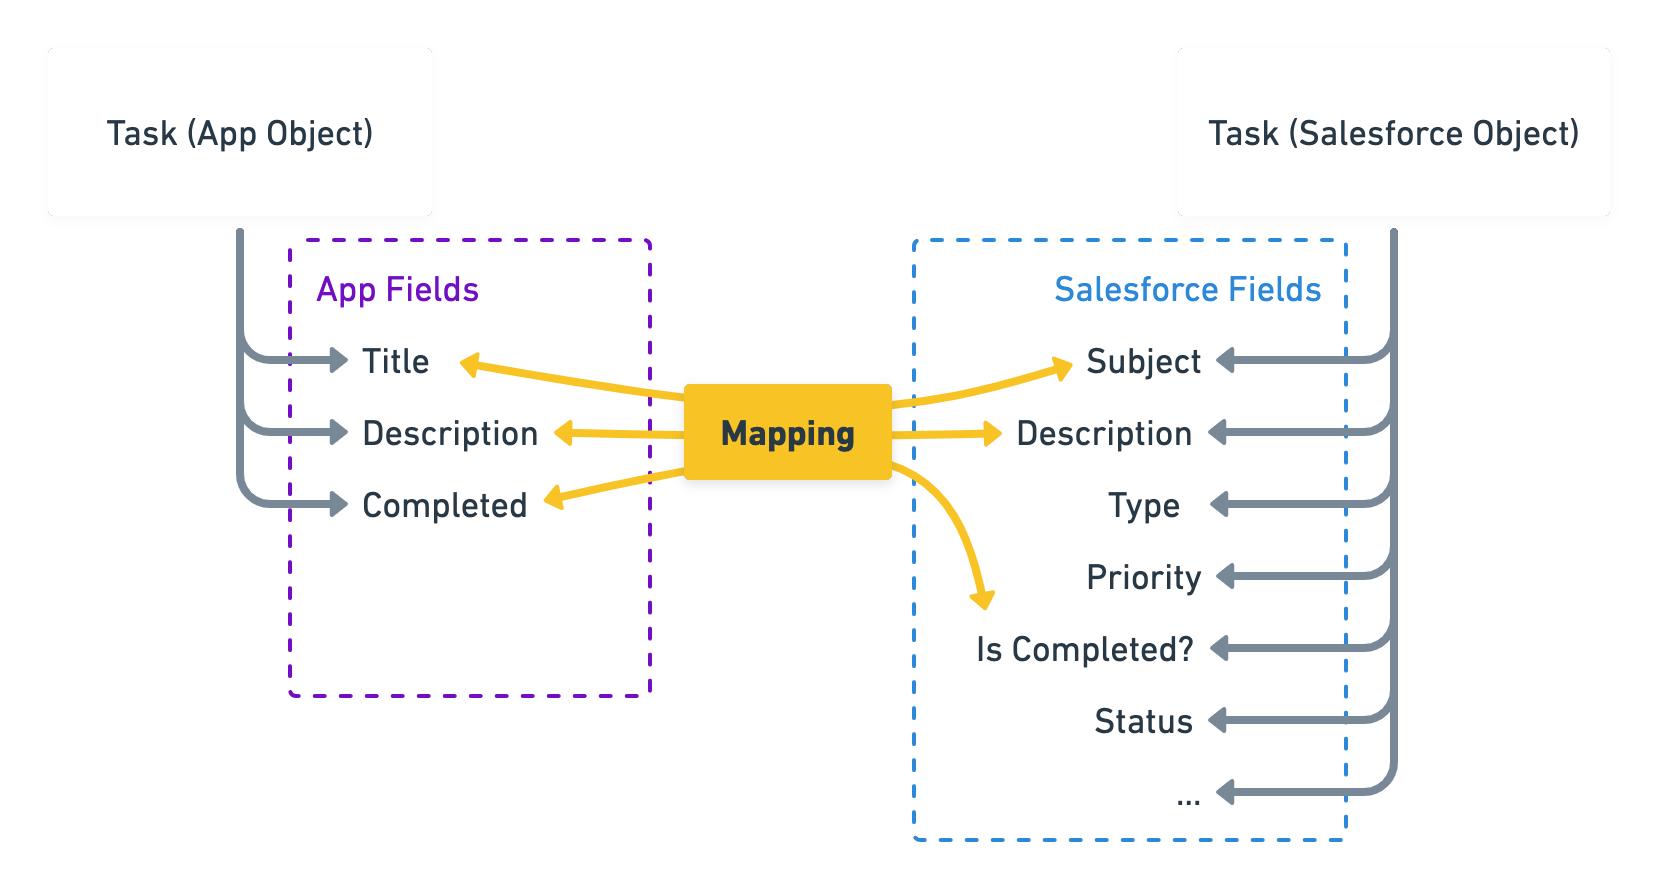 Task (App Object)
Task (Salesforce Object)
App Fields
Title
Description
Completed
Mapping
Salesforce Fields
Subject
Description
Type
Priority
Is Completed?
Status
...